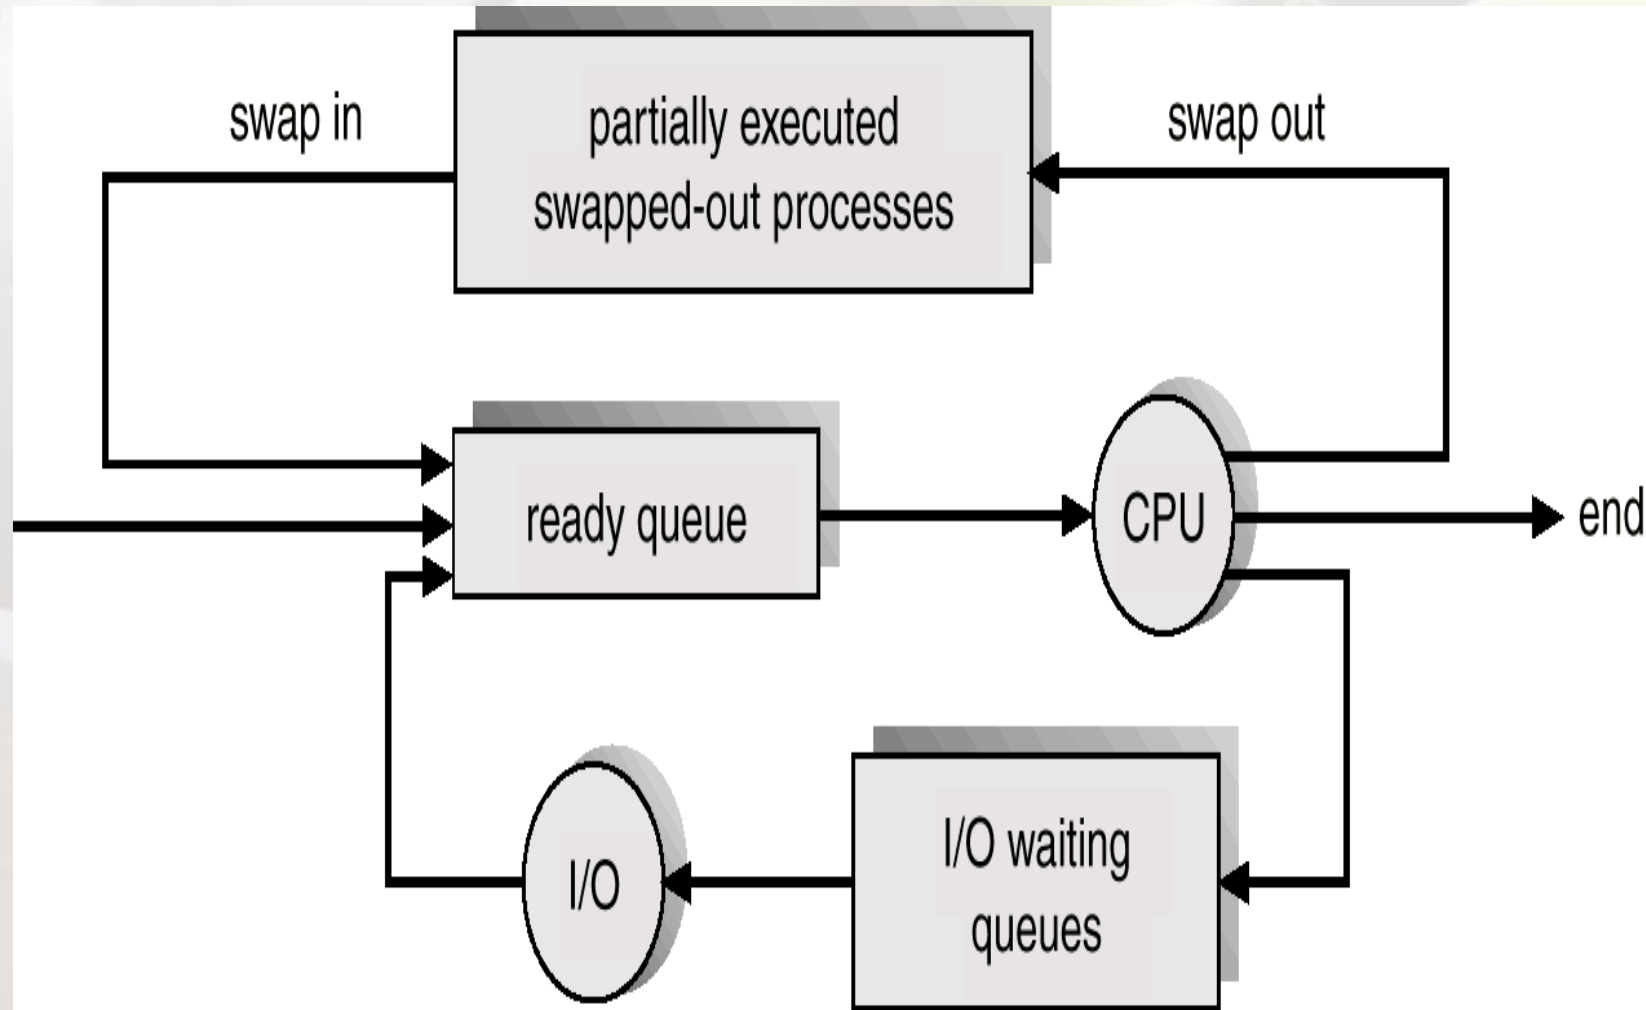 swap in
partially executed
swapped-out processes
swap out
ready queue
CPU
end
I/O
I/O waiting
queues